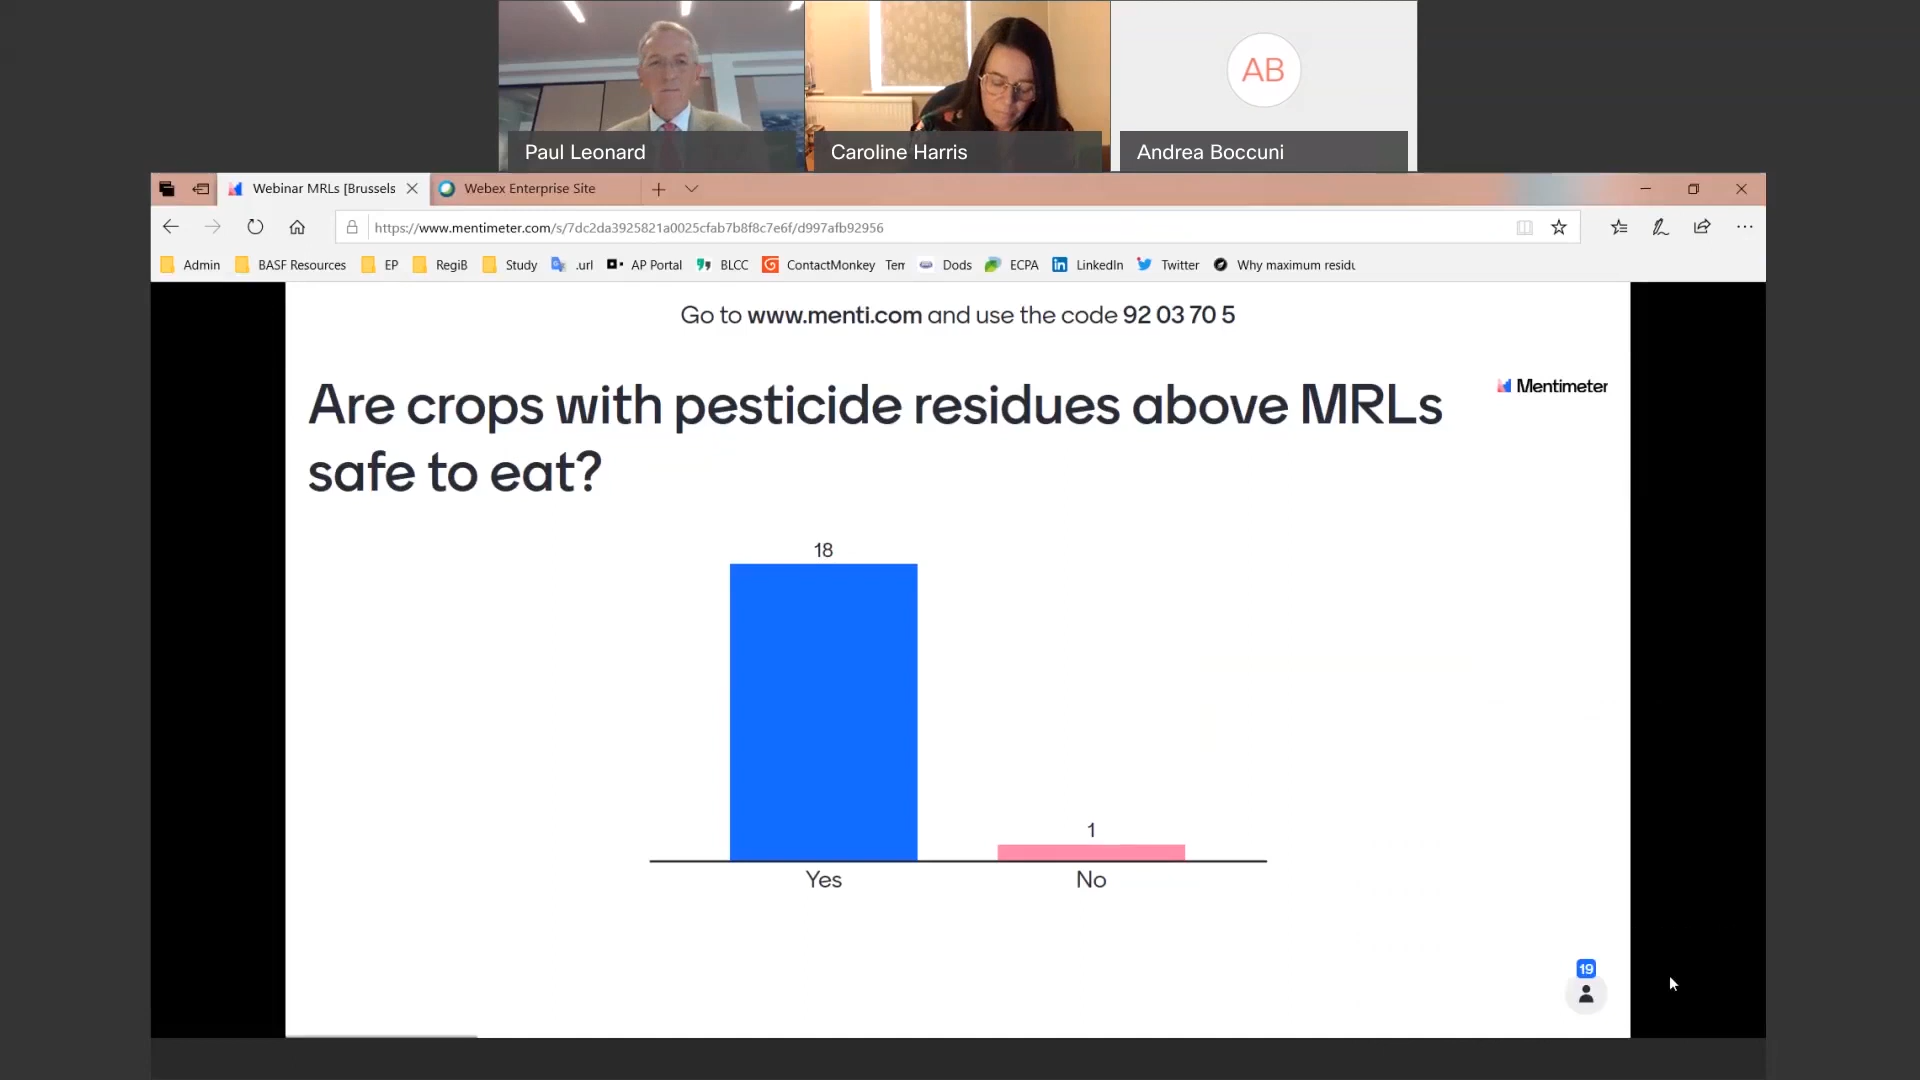 Paul Leonard
Caroline Harris
AB
Andrea Boccuni
Webinar MRLs [Brussels
Webex Enterprise Site
https://www.mentimeter.com/s/7dc2da3925821a0025cfab7b8f8c7e6f/d997afb92956
Admin BASF Resources EP RegiB Study .url AP Portal BLCC ContactMonkey Tem Dods ECPA LinkedIn Twitter Why maximum residu
Go to www.menti.com and use the code 92 03 70 5
Are crops with pesticide residues above MRLs
safe to eat?
Mentimeter
18
1
Yes
No
19